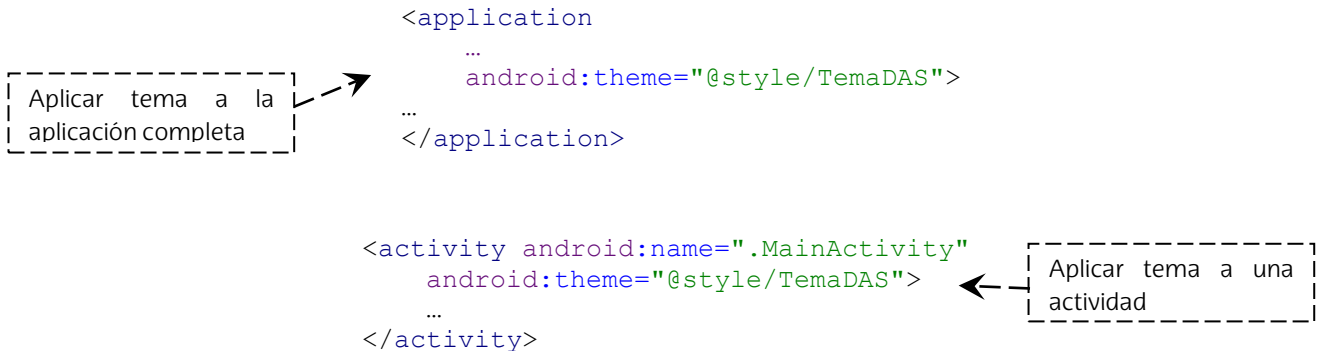 <application
…
android:theme="@style/TemaDAS">
…
</application>
Aplicar tema a la
aplicación completa
<activity android:name=".MainActivity"
android:theme="@style/TemaDAS">
…
</activity>
Aplicar tema a una
actividad